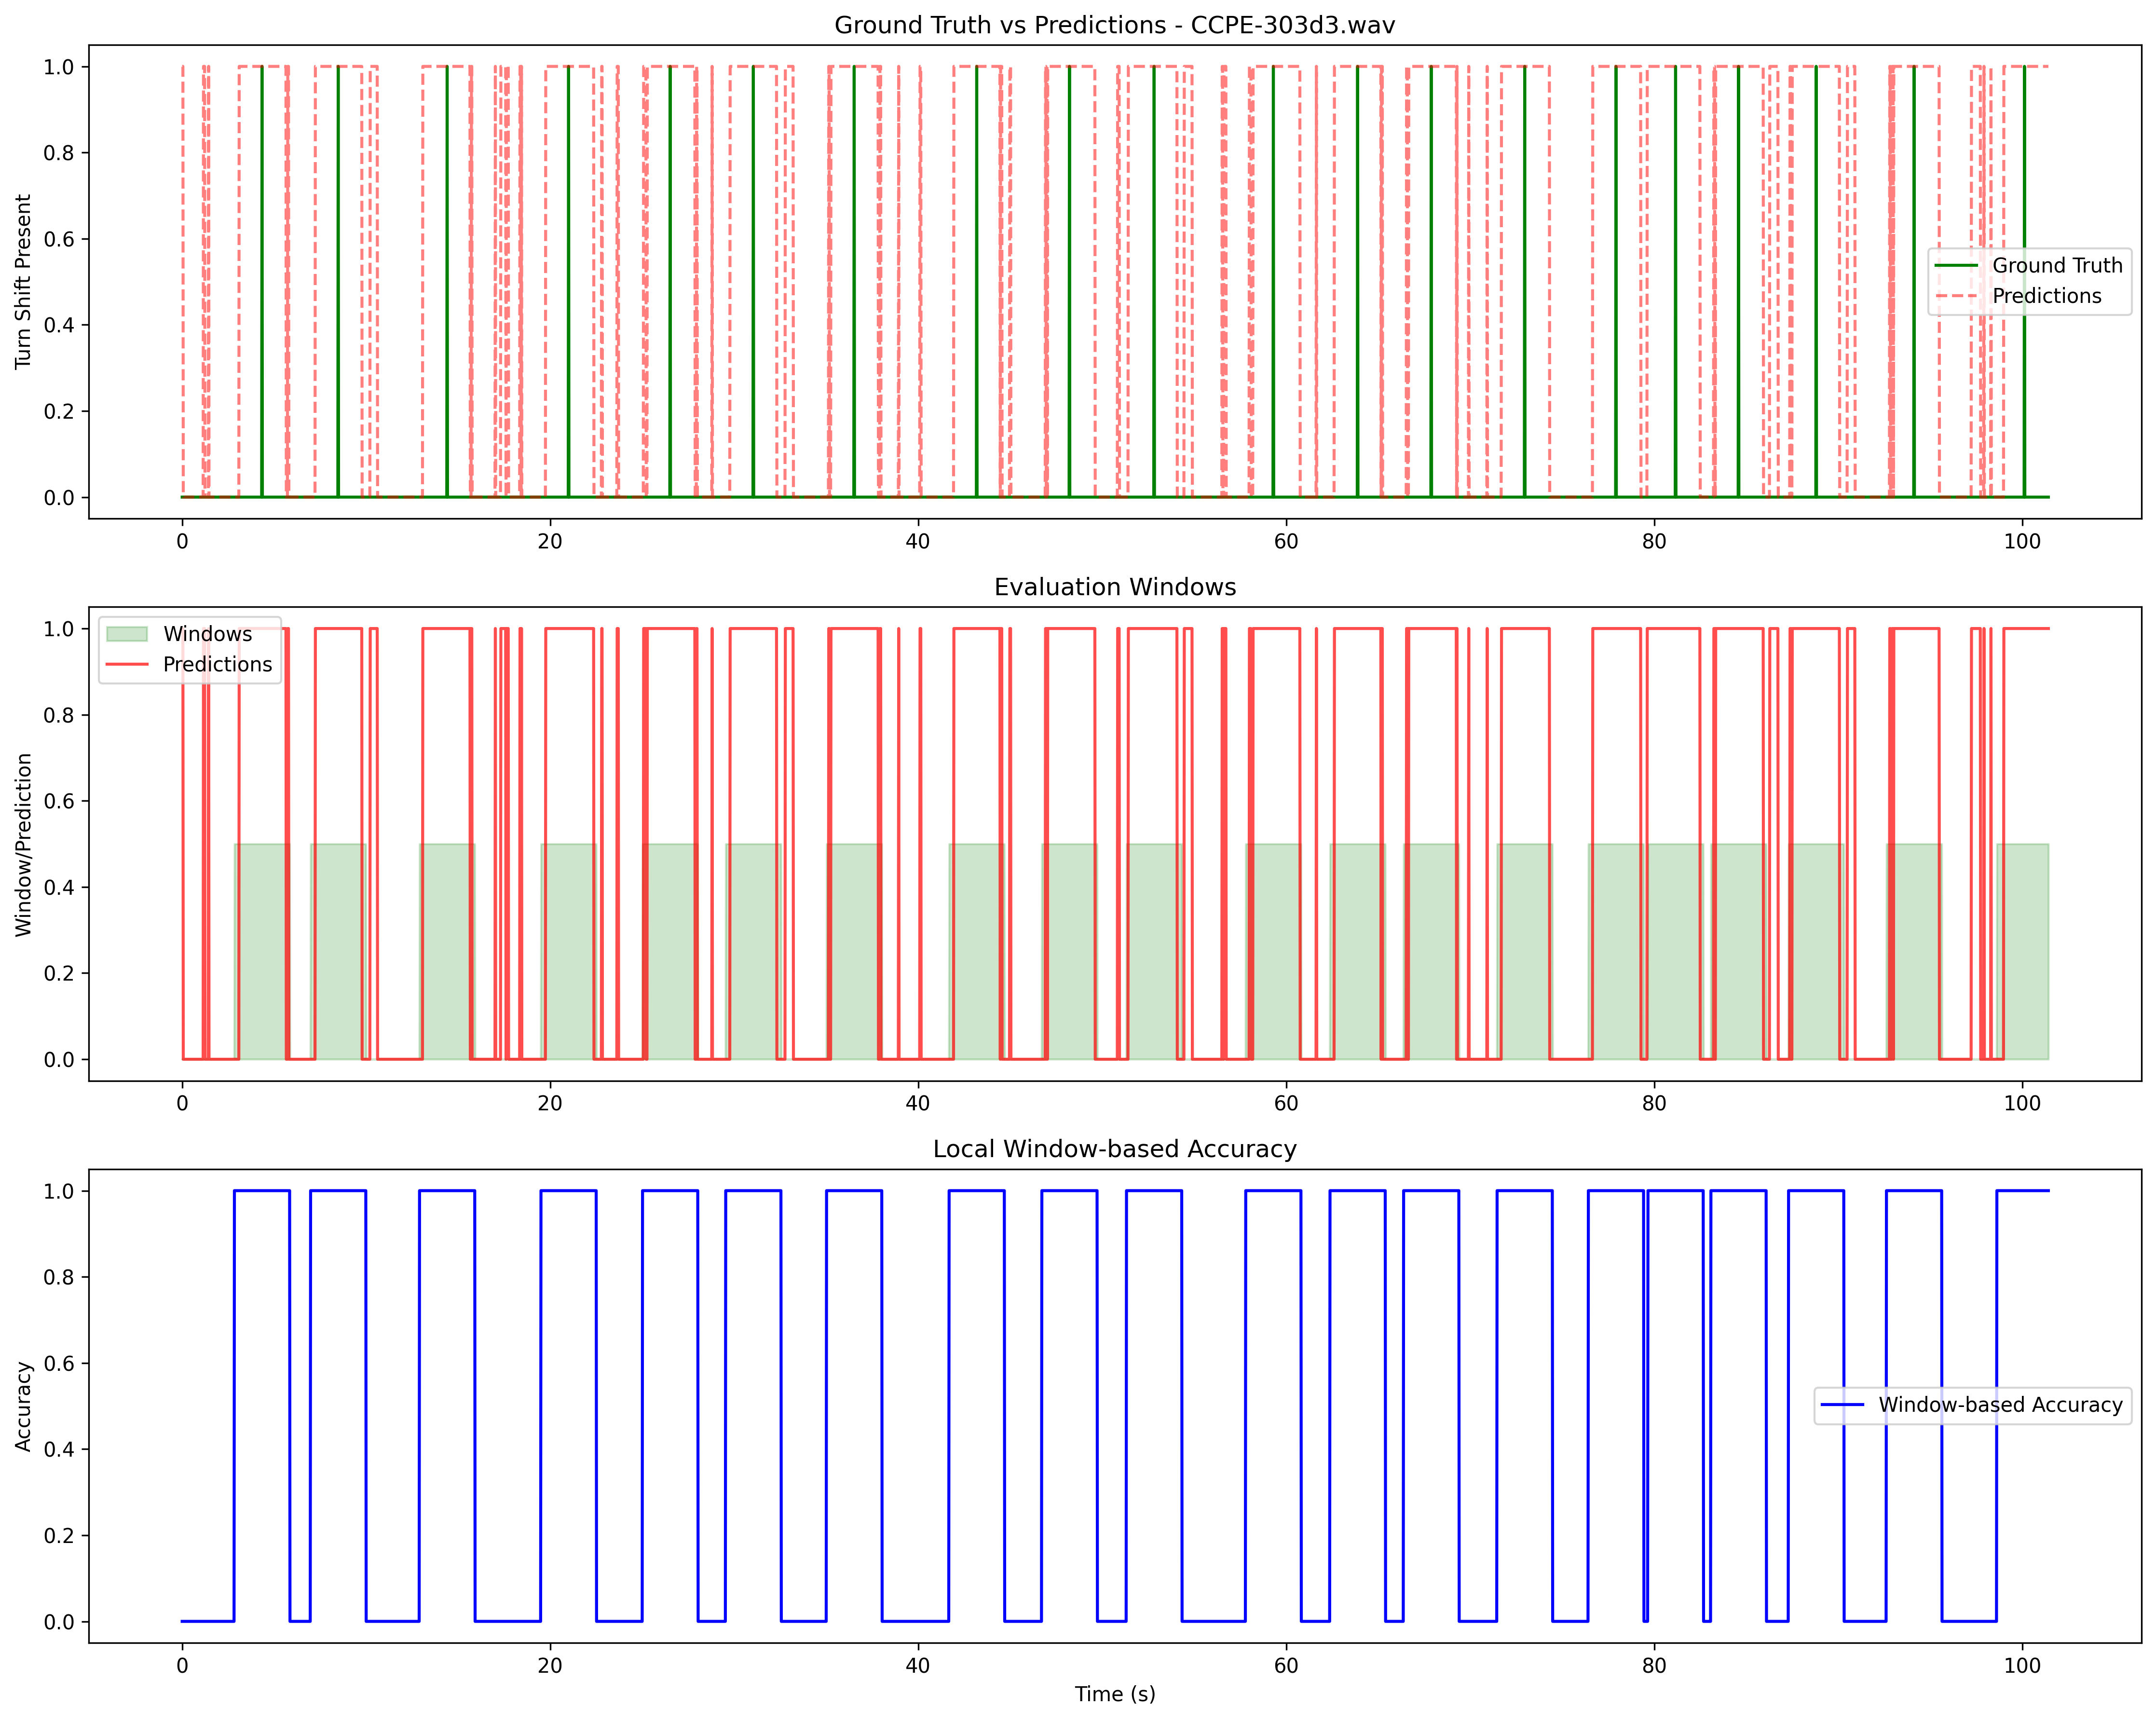 Ground Truth vs Predictions - CCPE-303d3.wav
Turn Shift Present
1.0
0.8
0.6
0.4
0.2
0.0
Ground Truth
Predictions
0 20 40 60 80 100
Evaluation Windows
Window/Prediction
1.0
0.8
0.6
0.4
0.2
0.0
Windows
Predictions
0 20 40 60 80 100
Local Window-based Accuracy
Accuracy
1.0
0.8
0.6
0.4
0.2
0.0
Window-based Accuracy
0 20 40 60 80 100
Time (s)